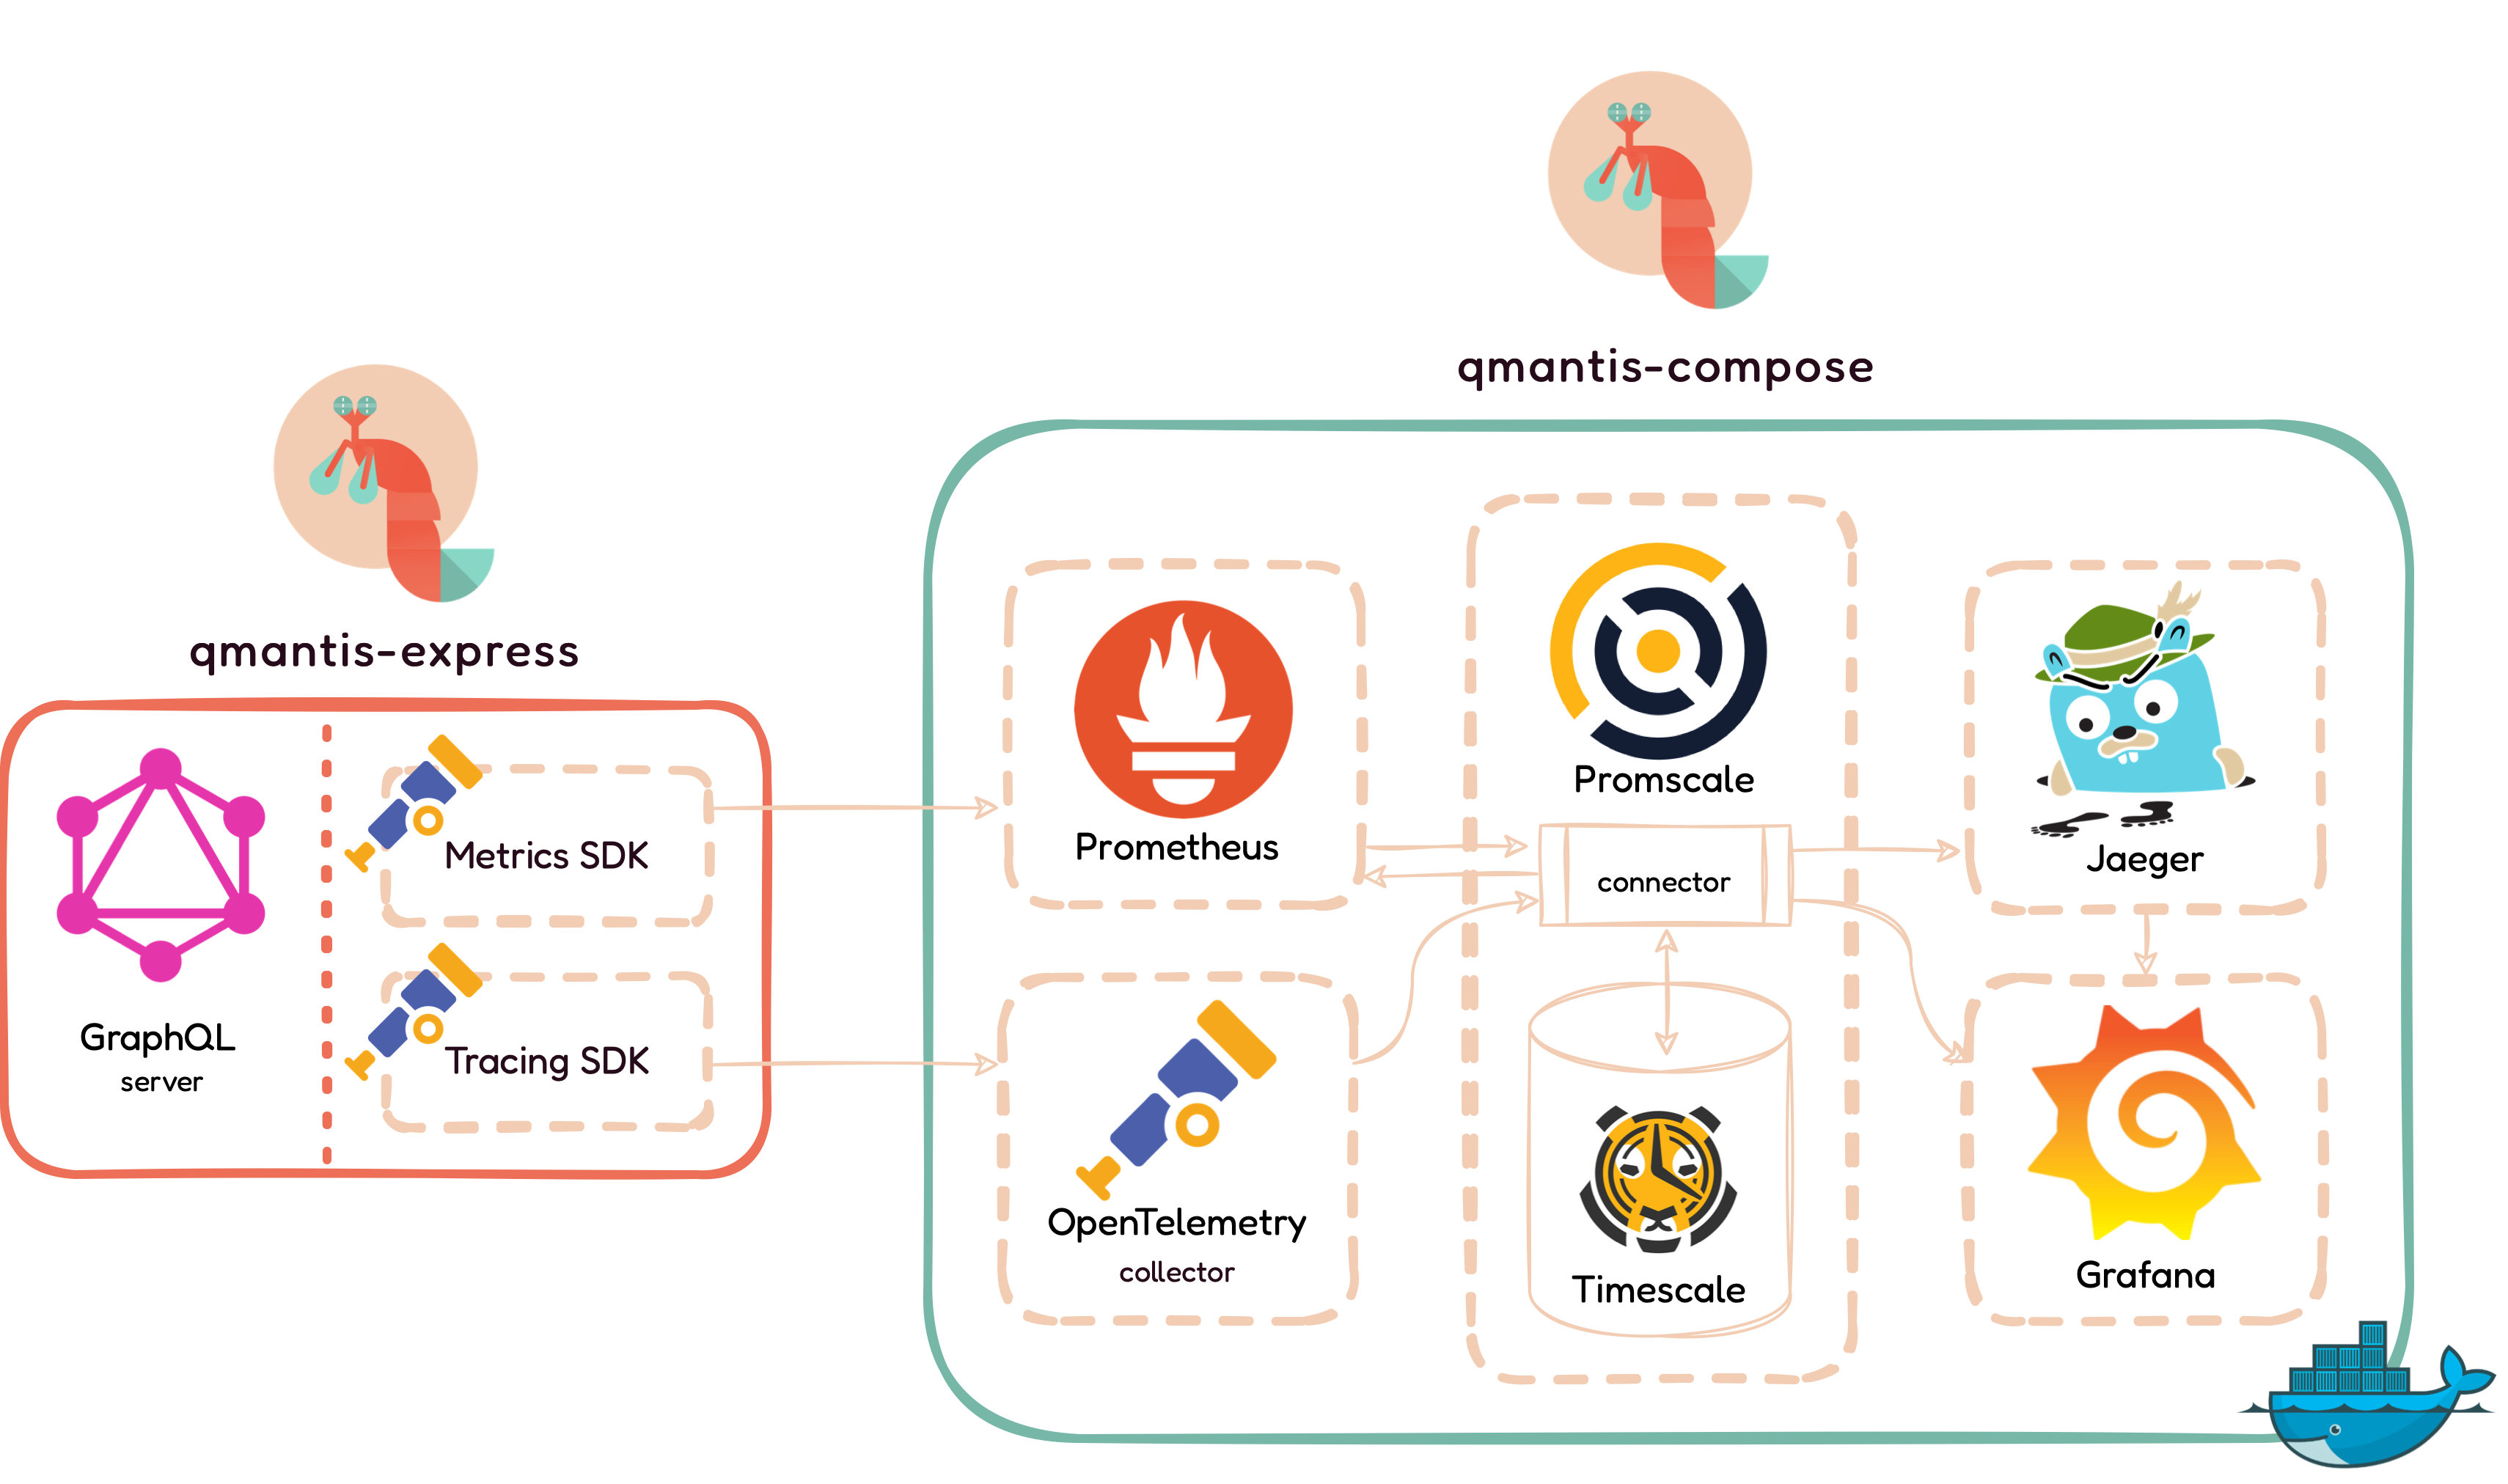 qmantis-compose
qmantis-express
GraphQL
server
Metrics SDK
Tracing SDK
Prometheus
OpenTelemetry
collector
Promscale
connector
Timescale
Jaeger
Grafana